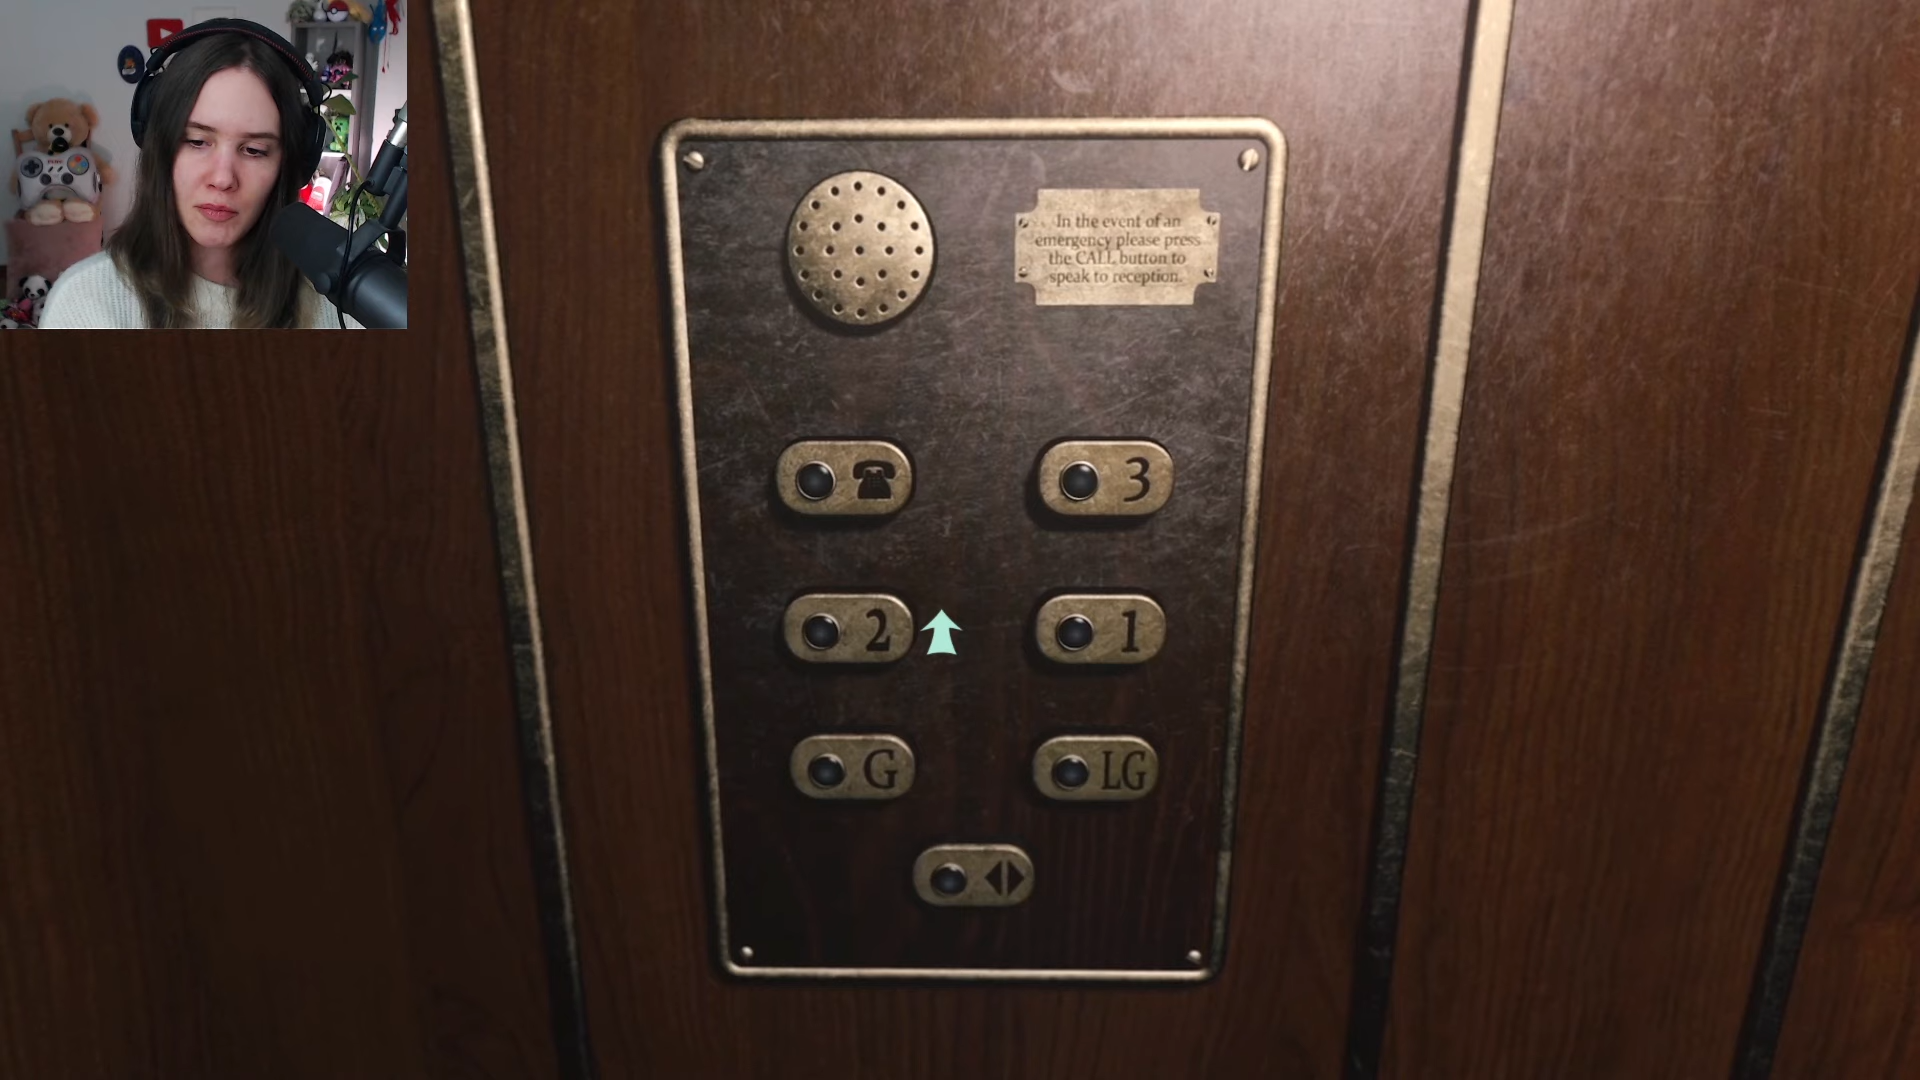 In the event of an
emergency please press
the CALL button to
speak to reception.
3
2
1
G
LG